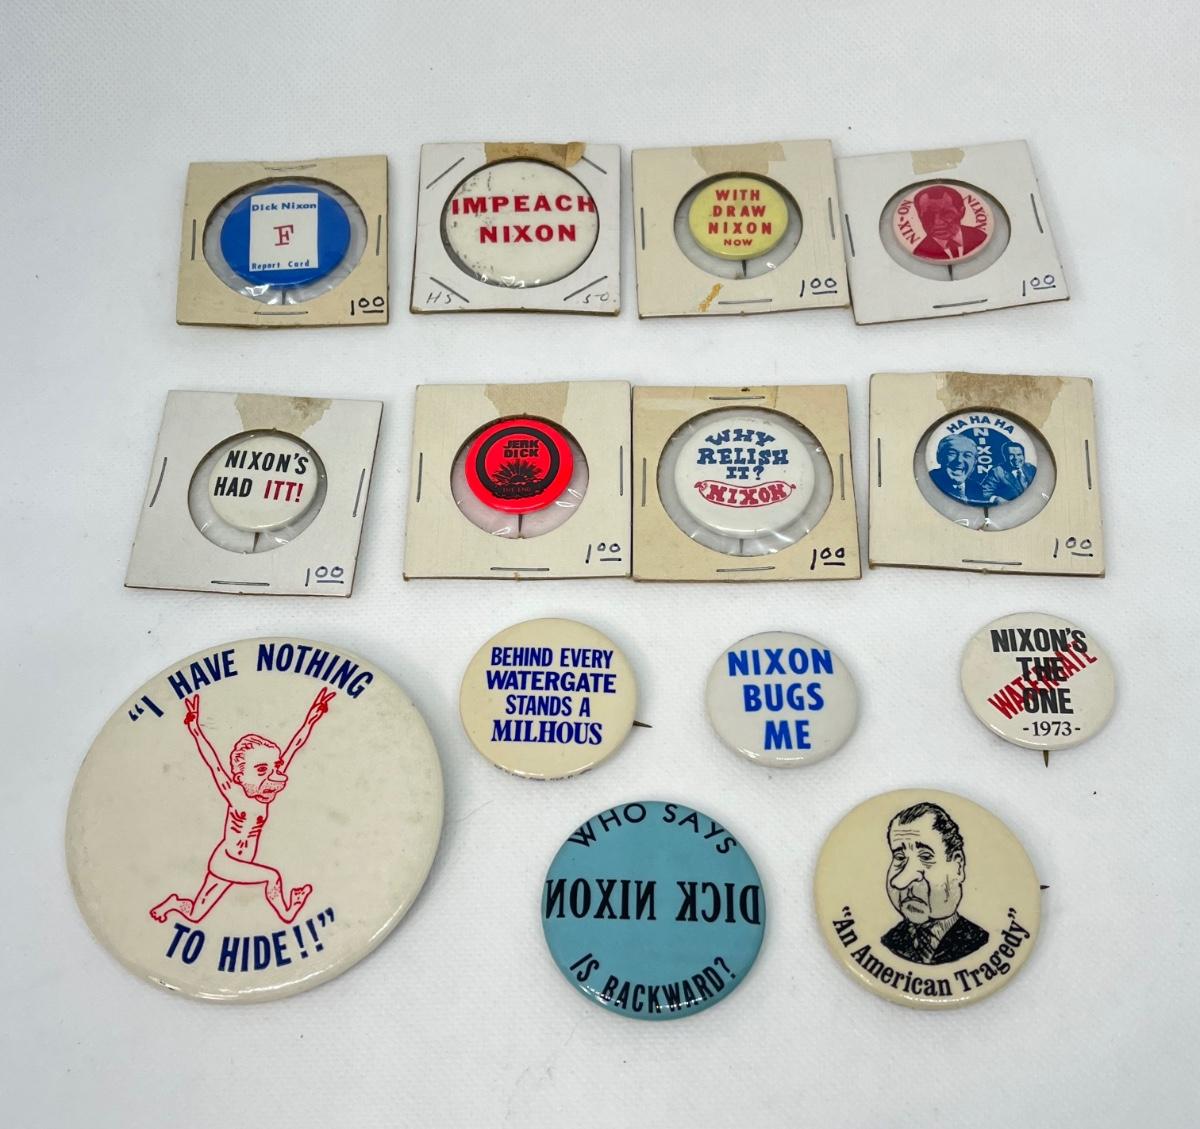 Dick Nixon
F
Report Card
1.00
IMPEACH
NIXON
HS
50.
WITH
DRAW
NIXON
NOW
1.00
NIX-ON
NIXON
1.00
NIXON'S
HAD ITT!
1.00
JERK
DICK
THE END
1.00
WHY
RELISH
IT?
NIXON
1.00
HA HA HA
NIXON
1.00
"I HAVE NOTHING
TO HIDE!!"
BEHIND EVERY
WATERGATE
STANDS A
MILHOUS
NIXON
BUGS
ME
NIXON'S
THE
WATERGATE
ONE
-1973-
WHO SAYS
DICK NIXON
IS BACKWARD?
"An American Tragedy"